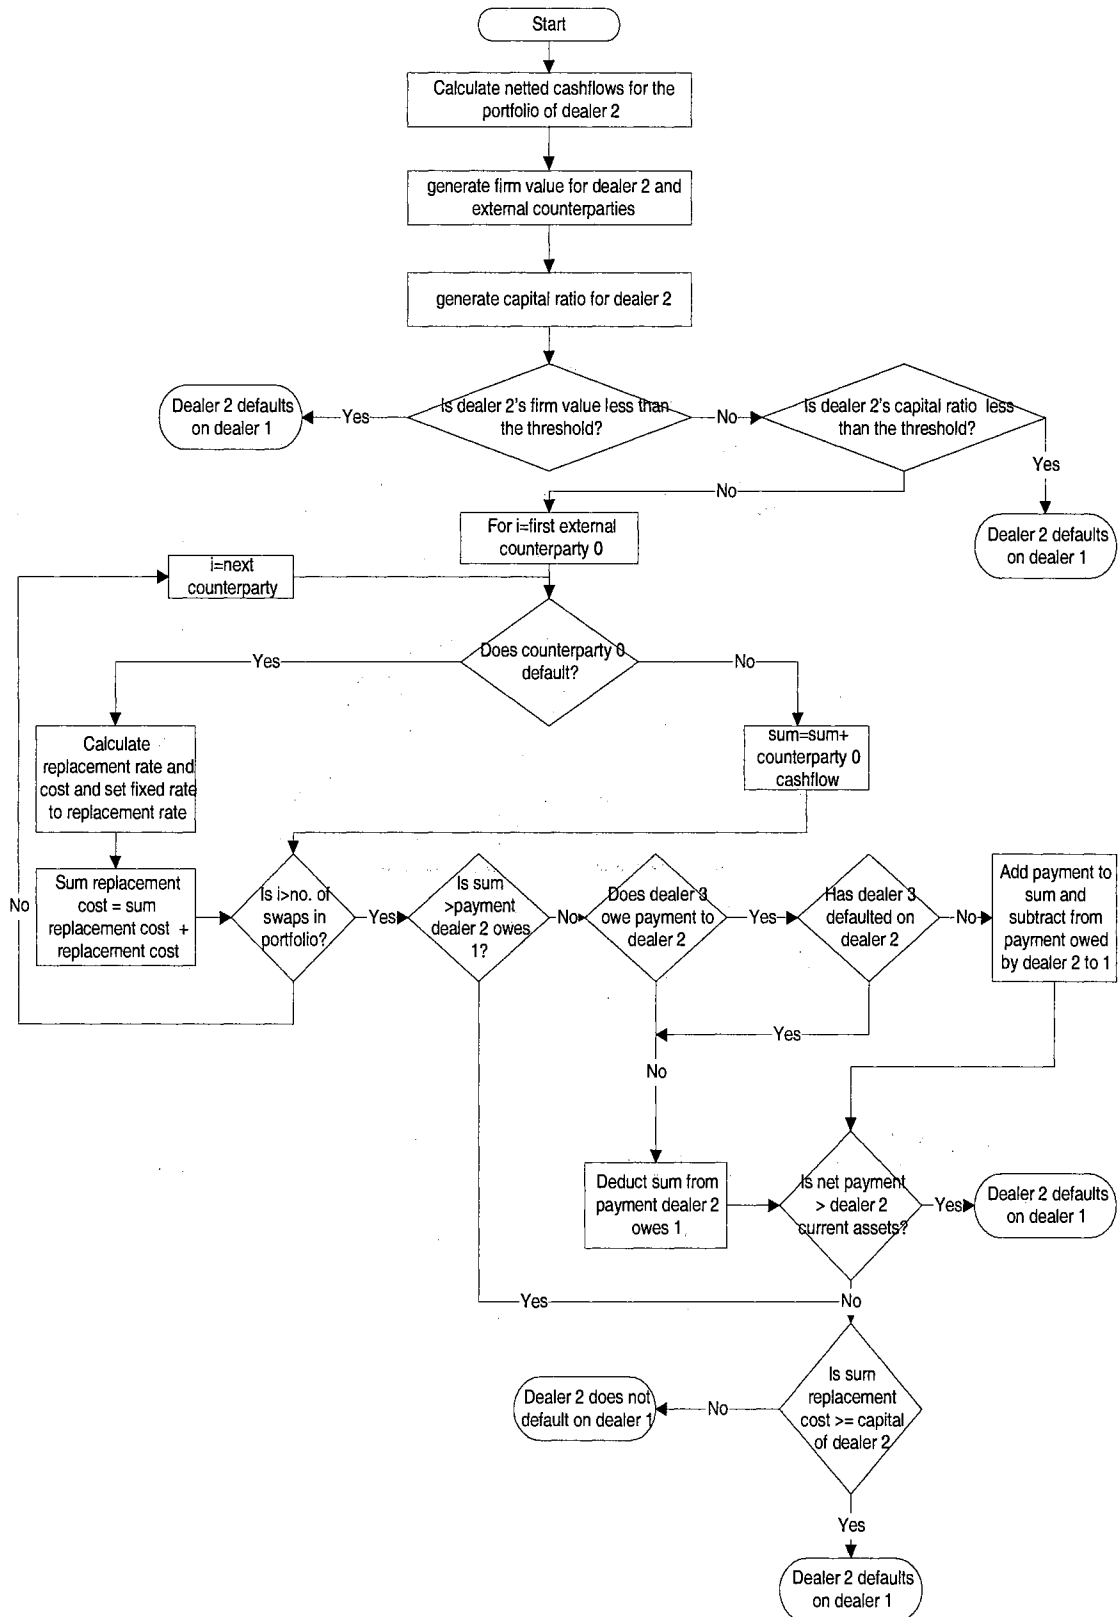 Start
Calculate netted cashflows for the
portfolio of dealer 2
generate firm value for dealer 2 and
external counterparties
generate capital ratio for dealer 2
Is dealer 2's firm value less than
the threshold?
Yes
Dealer 2 defaults
on dealer 1
No
Is dealer 2's capital ratio less
than the threshold?
Yes
Dealer 2 defaults
on dealer 1
No
For i=first external
counterparty 0
i=next
counterparty
Does counterparty 0
default?
Yes
No
Calculate
replacement rate and
cost and set fixed rate
to replacement rate
sum=sum+
counterparty 0
cashflow
Sum replacement
cost = sum
replacement cost +
replacement cost
Is i>no. of
swaps in
portfolio?
No
Yes
Is sum
>payment
dealer 2 owes
1?
No
Does dealer 3
owe payment to
dealer 2
Yes
Has dealer 3
defaulted on
dealer 2
No
Add payment to
sum and
subtract from
payment owed
by dealer 2 to 1
Yes
No
Deduct sum from
payment dealer 2
owes 1
Is net payment
> dealer 2
current assets?
Yes
Dealer 2 defaults
on dealer 1
Yes
No
Is sum
replacement
cost >= capital
of dealer 2
No
Dealer 2 does not
default on dealer 1
Yes
Dealer 2 defaults
on dealer 1